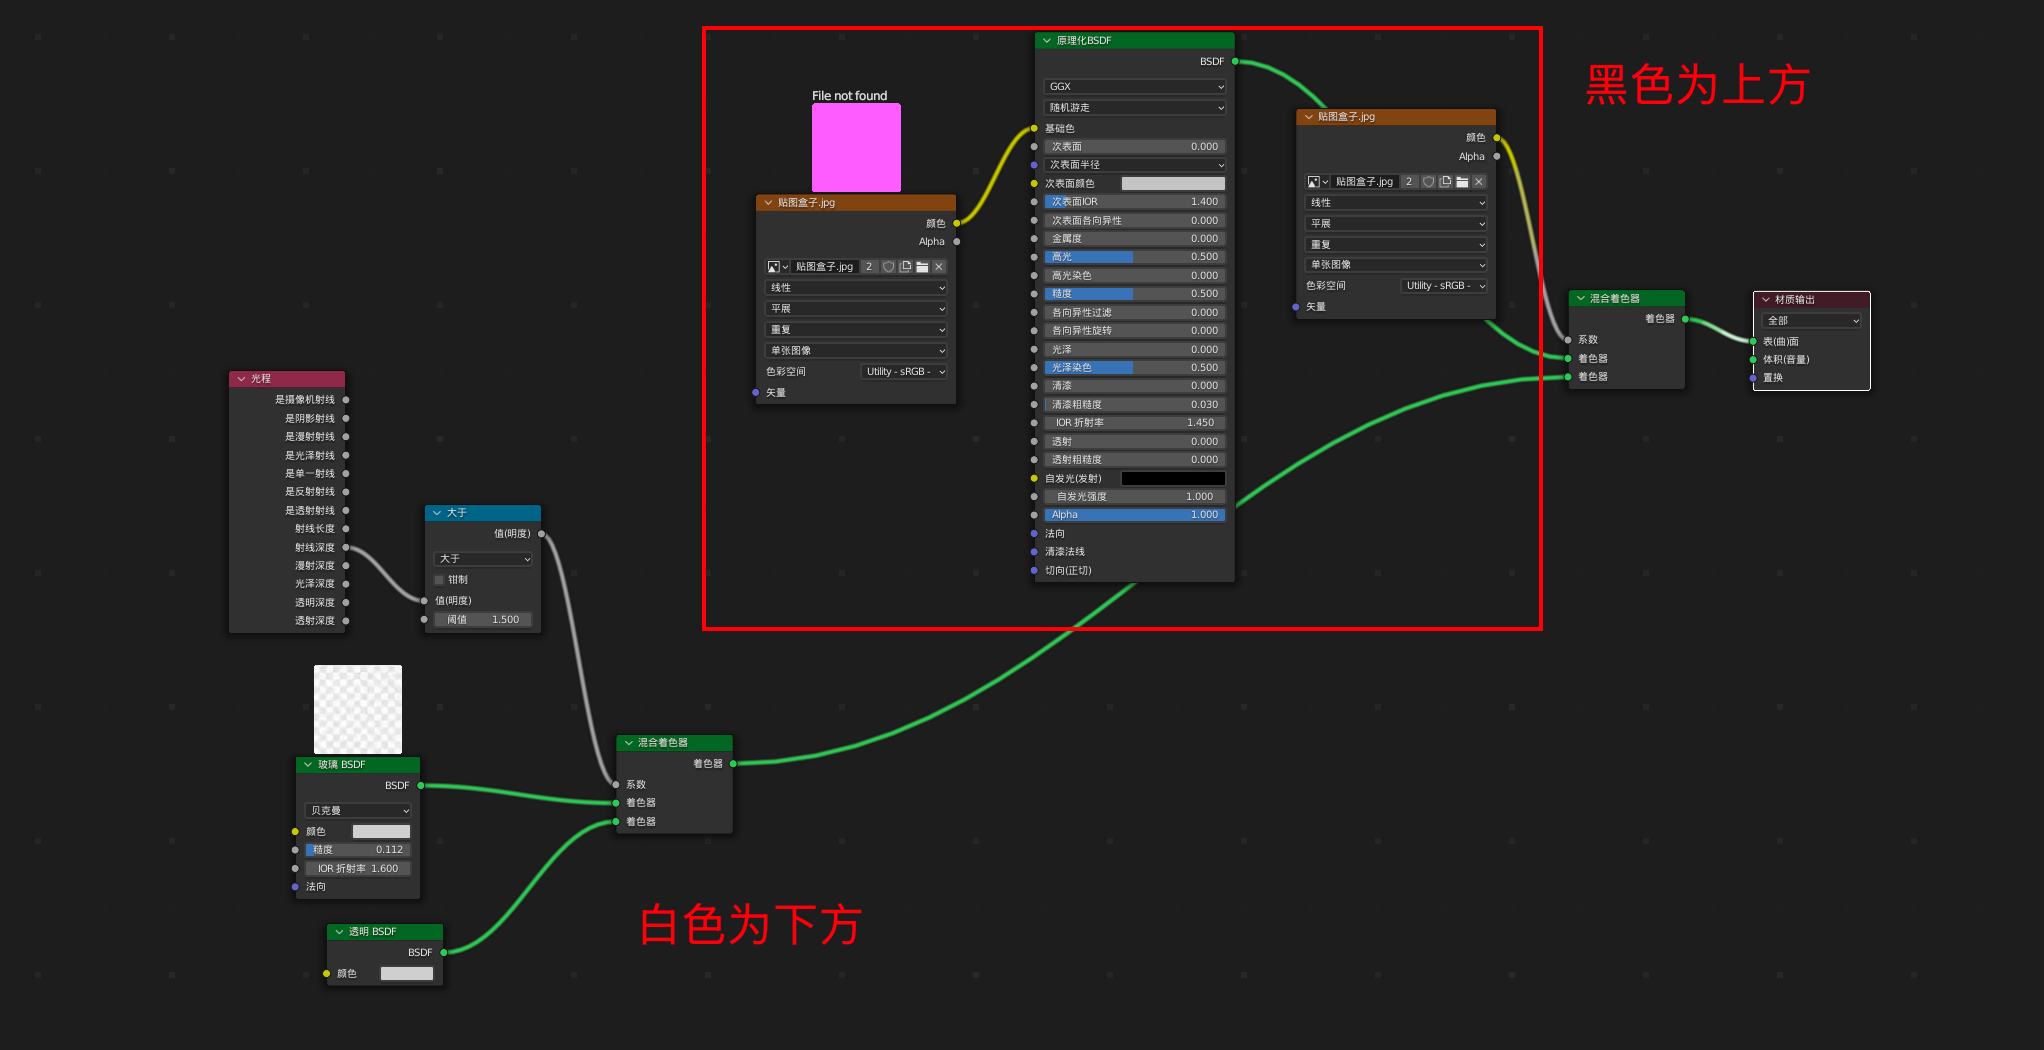 原理化BSDF
BSDF
GGX
随机游走
基础色
次表面 0.000
次表面半径
次表面颜色
次表面IOR 1.400
次表面各向异性 0.000
金属度 0.000
高光 0.500
高光染色 0.000
糙度 0.500
各向异性过滤 0.000
各向异性旋转 0.000
光泽 0.000
光泽染色 0.500
清漆 0.000
清漆粗糙度 0.030
IOR 折射率 1.450
透射 0.000
透射粗糙度 0.000
自发光(发射)
自发光强度 1.000
Alpha 1.000
法向
清漆法线
切向(正切)
File not found
贴图盒子.jpg
颜色
Alpha
贴图盒子.jpg 2
线性
平展
重复
单张图像
色彩空间 Utility - sRGB -
矢量
贴图盒子.jpg
颜色
Alpha
贴图盒子.jpg 2
线性
平展
重复
单张图像
色彩空间 Utility - sRGB -
矢量
黑色为上方
混合着色器
着色器
系数
着色器
着色器
材质输出
全部
表(曲)面
体积(音量)
置换
光程
是摄像机射线
是阴影射线
是漫射射线
是光泽射线
是单一射线
是反射射线
是透射射线
射线长度
射线深度
漫射深度
光泽深度
透明深度
透射深度
大于
值(明度)
大于
钳制
值(明度)
阈值 1.500
混合着色器
着色器
系数
着色器
着色器
玻璃 BSDF
BSDF
贝克曼
颜色
糙度 0.112
IOR 折射率 1.600
法向
透明 BSDF
BSDF
颜色
白色为下方